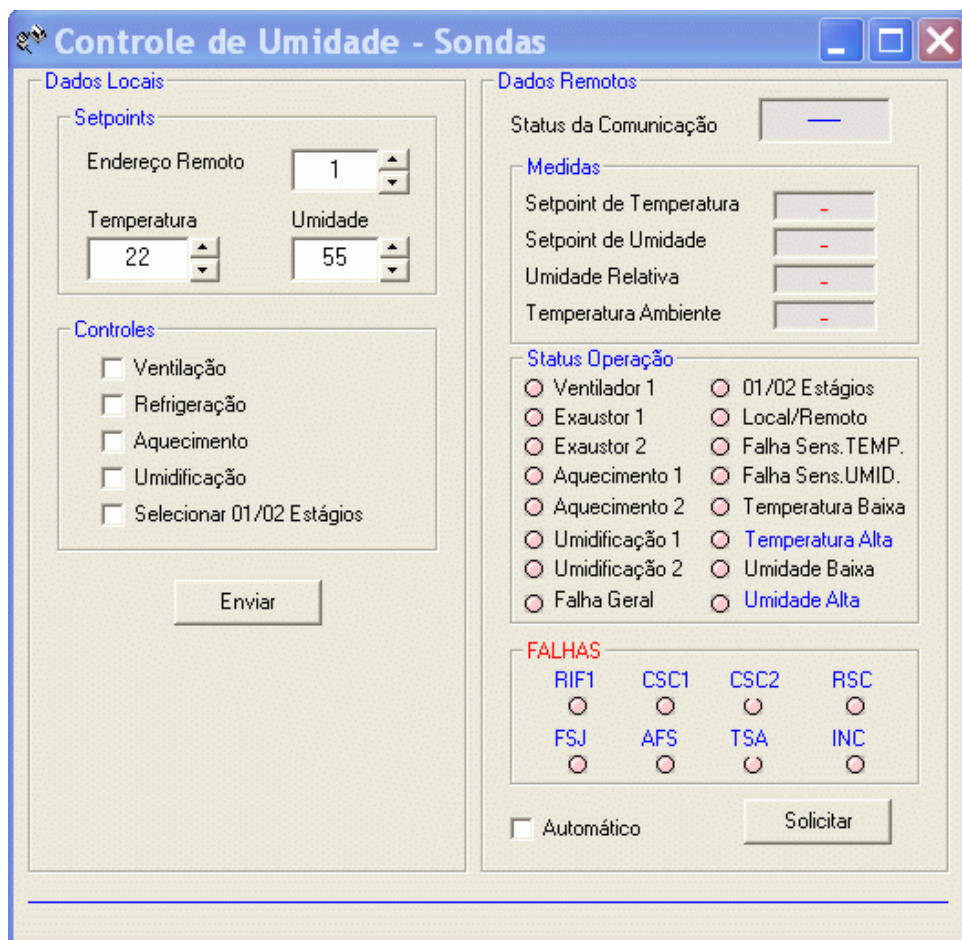 Controle de Umidade - Sondas
Dados Locais
Setpoints
Endereço Remoto
1
Temperatura Umidade
22 55
Controles
Ventilação
Refrigeração
Aquecimento
Umidificação
Selecionar 01/02 Estágios
Enviar
Dados Remotos
Status da Comunicação
Medidas
Setpoint de Temperatura -
Setpoint de Umidade -
Umidade Relativa -
Temperatura Ambiente -
Status Operação
Ventilador 1 01/02 Estágios
Exaustor 1 Local/Remoto
Exaustor 2 Falha Sens.TEMP.
Aquecimento 1 Falha Sens.UMID.
Aquecimento 2 Temperatura Baixa
Umidificação 1 Temperatura Alta
Umidificação 2 Umidade Baixa
Falha Geral Umidade Alta
FALHAS
RIF1 CSC1 CSC2 RSC
FSJ AFS TSA INC
Automático Solicitar